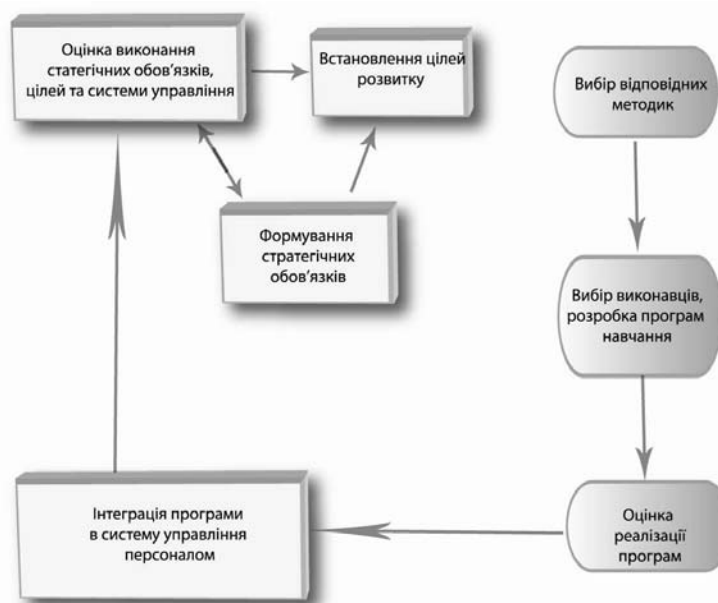 Оцінка виконання
статегічних обов’язків,
цілей та системи управління
Встановлення цілей
розвитку
Вибір відповідних
методик
Формування
стратегічних
обов’язків
Вибір виконавців,
розробка програм
навчання
Інтеграція програми
в систему управління
персоналом
Оцінка
реалізації
програм